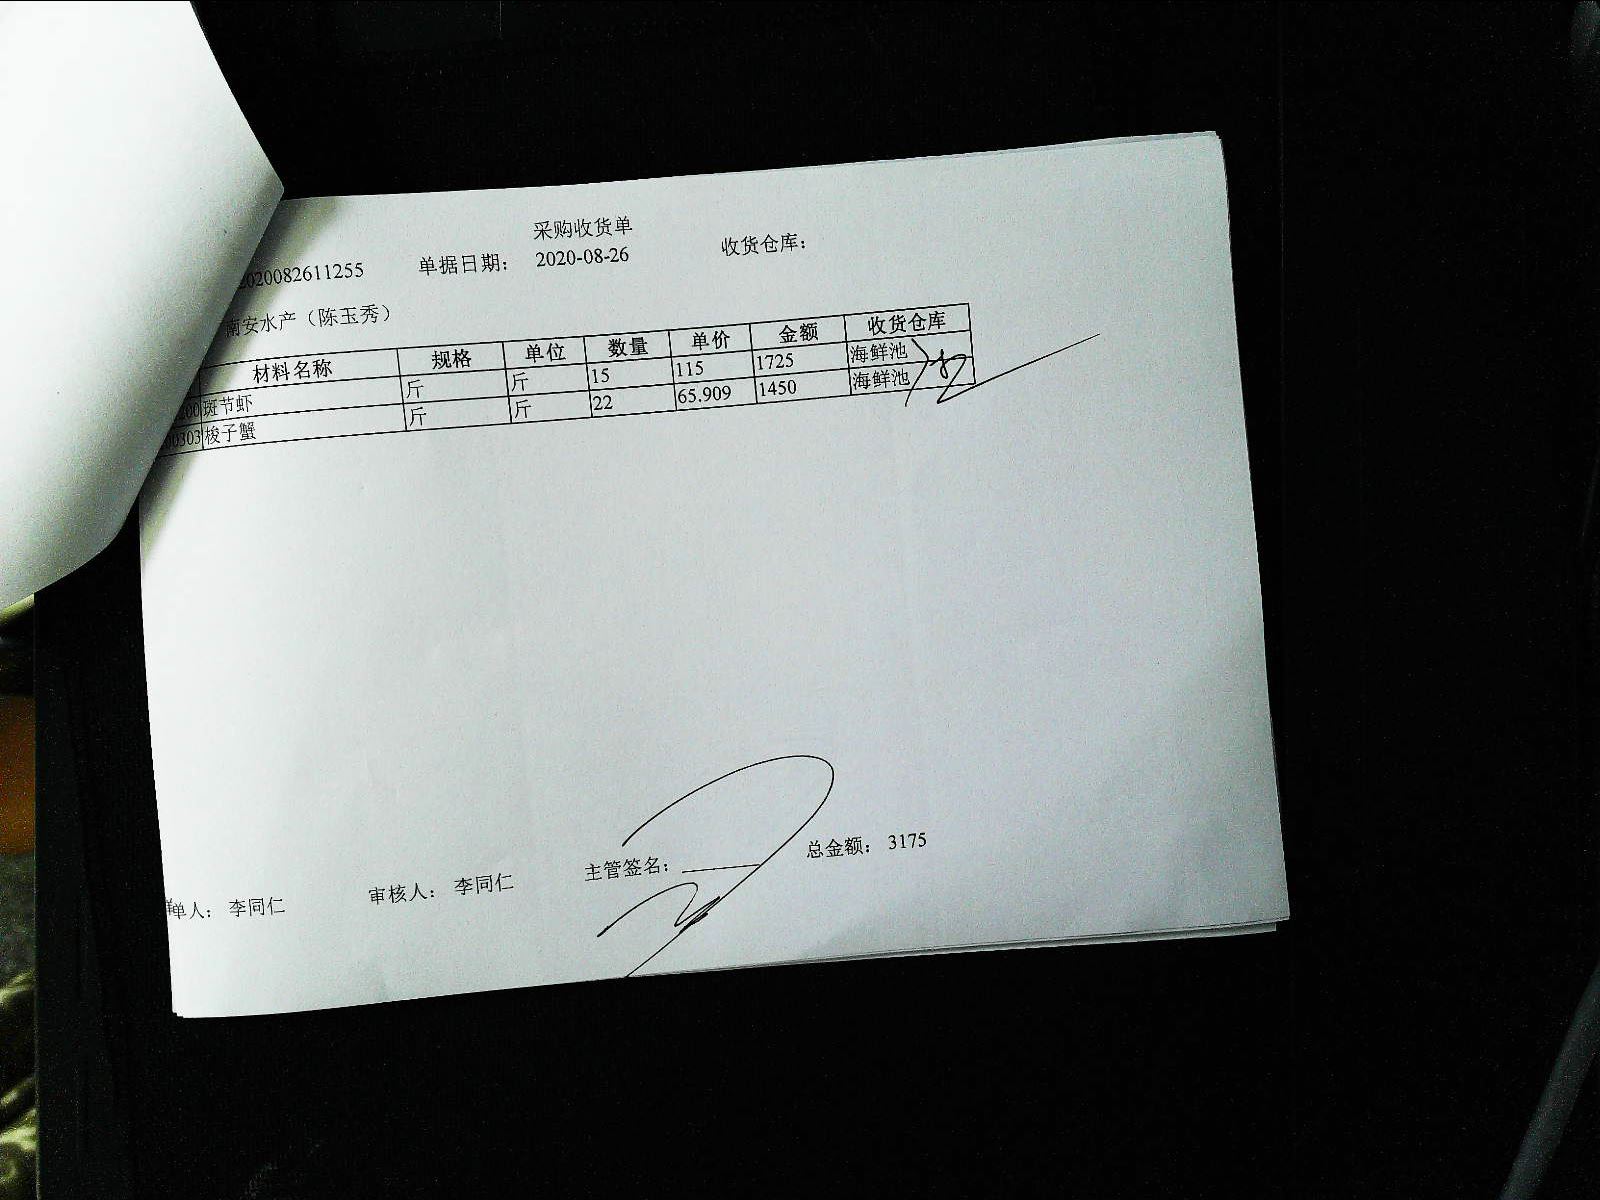 采购收货单
2020082611255 单据日期： 2020-08-26 收货仓库：
南安水产（陈玉秀）
材料名称 规格 单位 数量 单价 金额 收货仓库
200 斑节虾 斤 斤 15 115 1725 海鲜池
00303 梭子蟹 斤 斤 22 65.909 1450 海鲜池
单人： 李同仁 审核人： 李同仁 主管签名： 总金额： 3175